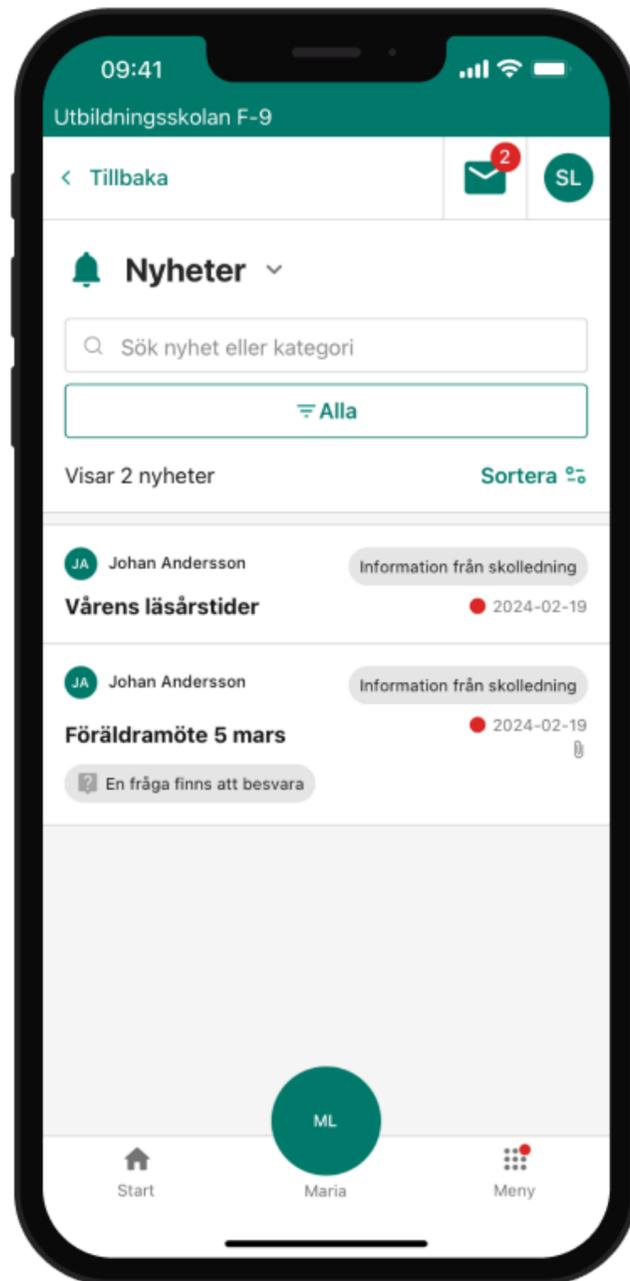 09:41
Utbildningsskolan F-9
Tillbaka
2
SL
Nyheter
Sök nyhet eller kategori
Alla
Visar 2 nyheter
Sortera
JA Johan Andersson
Information från skolledning
Vårens läsårstider
2024-02-19
JA Johan Andersson
Information från skolledning
Föräldramöte 5 mars
2024-02-19
? En fråga finns att besvara
ML
Start
Maria
Meny